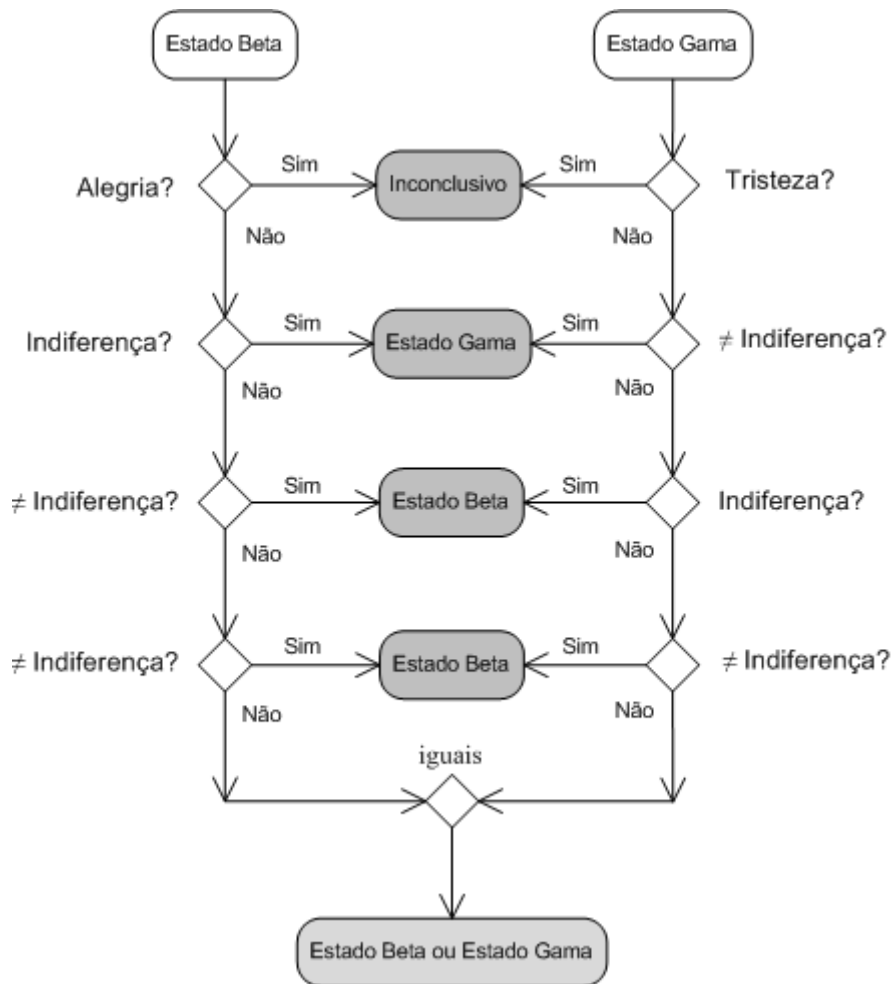 Estado Beta
Estado Gama
Alegria?
Sim
Inconclusivo
Sim
Tristeza?
Não
Não
Indiferença?
Sim
Estado Gama
Sim
≠ Indiferença?
Não
Não
≠ Indiferença?
Sim
Estado Beta
Sim
Indiferença?
Não
Não
≠ Indiferença?
Sim
Estado Beta
Sim
≠ Indiferença?
Não
Não
iguais
Estado Beta ou Estado Gama